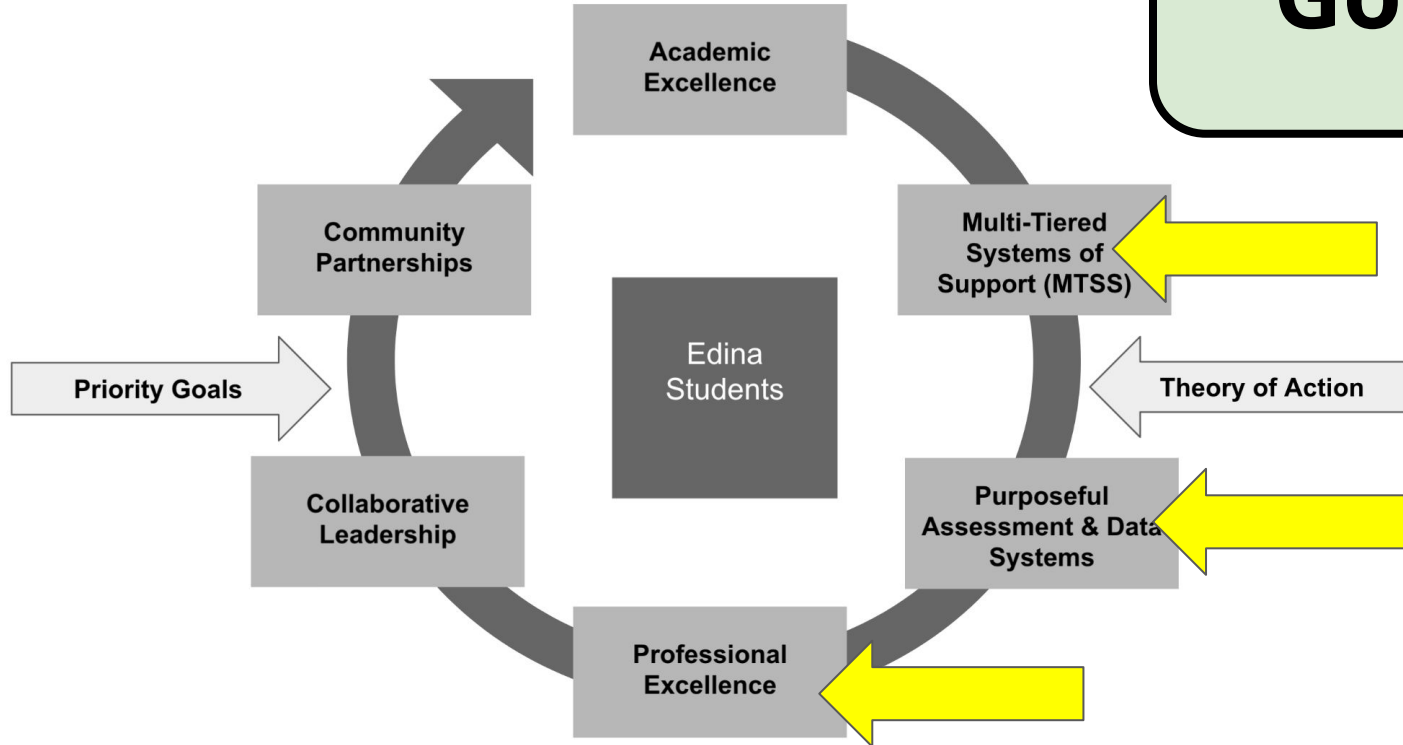 Academic
Excellence
Community
Partnerships
Multi-Tiered
Systems of
Support (MTSS)
Edina
Students
Priority Goals
Theory of Action
Collaborative
Leadership
Purposeful
Assessment & Data
Systems
Professional
Excellence